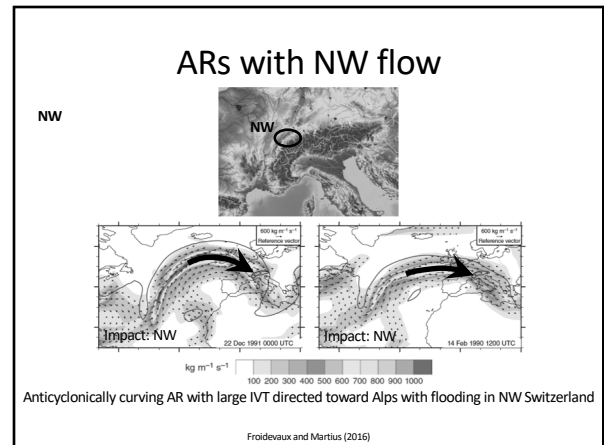 ARs with NW flow
NW
NW
600 kg m⁻¹ s⁻¹
Reference vector
Impact: NW
22 Dec 1991 0000 UTC
600 kg m⁻¹ s⁻¹
Reference vector
Impact: NW
14 Feb 1990 1200 UTC
kg m⁻¹ s⁻¹
100 200 300 400 500 600 700 800 900 1000
Anticyclonically curving AR with large IVT directed toward Alps with flooding in NW Switzerland
Froidevaux and Martius (2016)